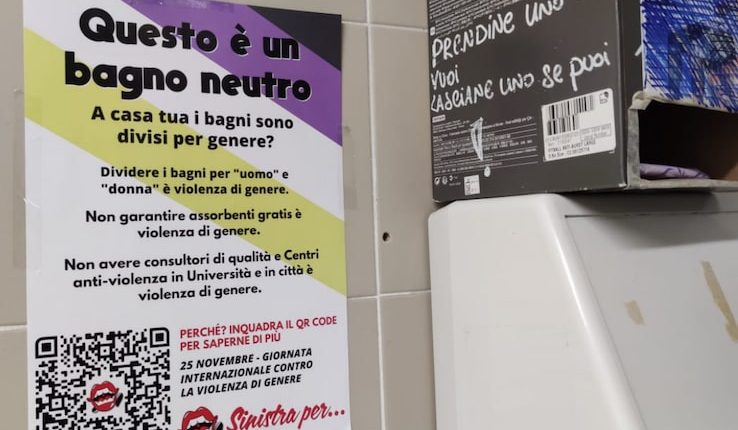 Questo è un
bagno neutro
A casa tua i bagni sono
divisi per genere?
Dividere i bagni per "uomo" e
"donna" è violenza di genere.
Non garantire assorbenti gratis è
violenza di genere.
Non avere consultori di qualità e Centri
anti-violenza in Università e in città è
violenza di genere.
PERCHÉ? INQUADRA IL QR CODE
PER SAPERNE DI PIÙ
25 NOVEMBRE - GIORNATA
INTERNAZIONALE CONTRO
LA VIOLENZA DI GENERE
Sinistra per...
PRENDINE UNO
VUOI
LASCIANE UNO SE PUOI